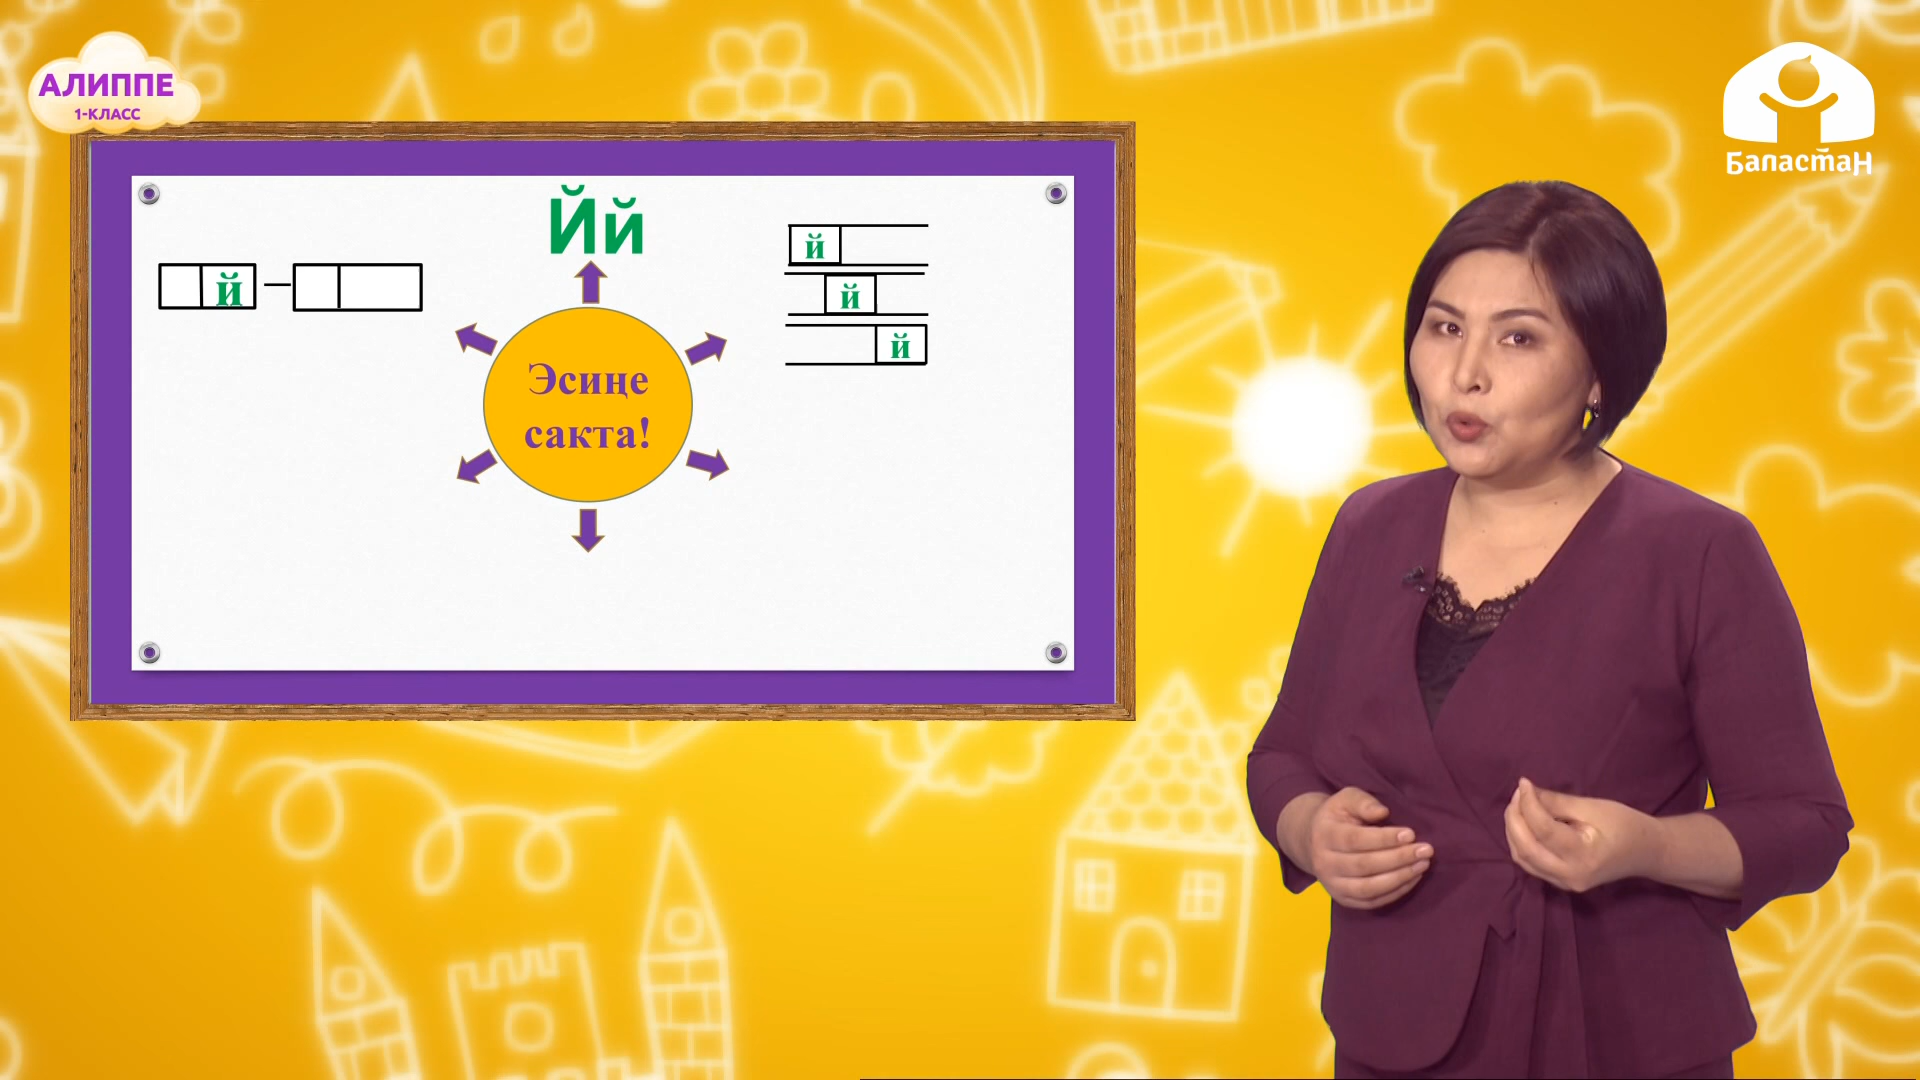 АЛИППЕ
1-КЛАСС
Баластан
Йй
й
й
й
й
Эсиңе
сакта!